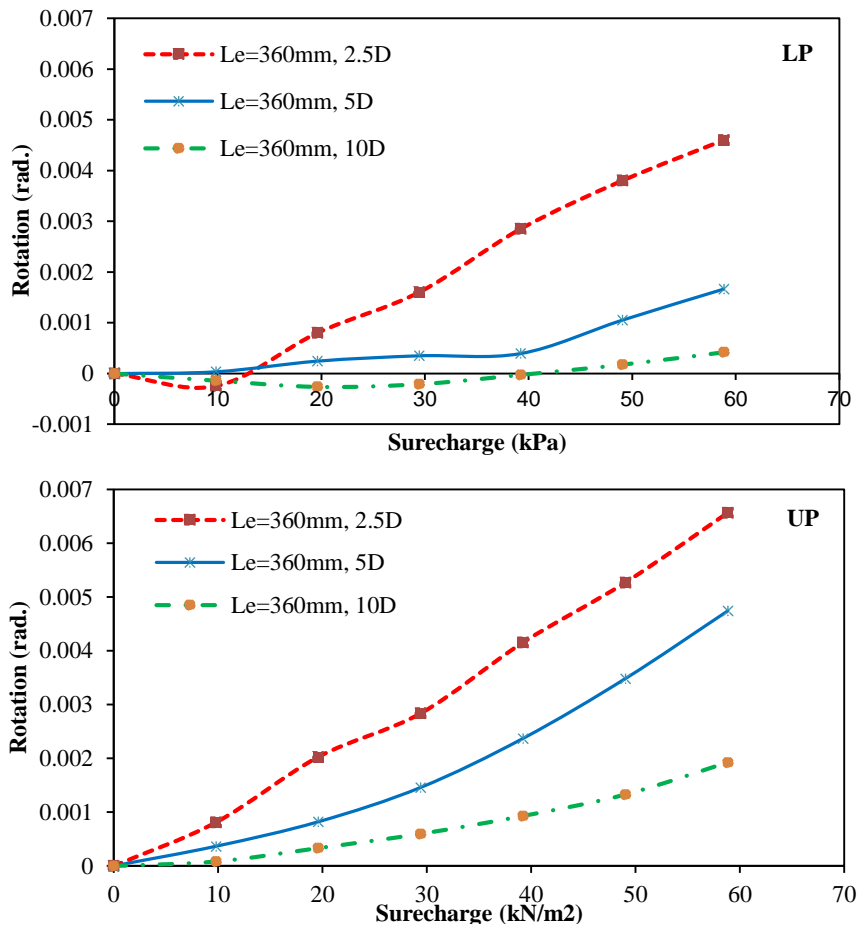 0.007
0.006
0.005
0.004
0.003
0.002
0.001
0
-0.001
Rotation (rad.)
Le=360mm, 2.5D
Le=360mm, 5D
Le=360mm, 10D
LP
0 10 20 30 40 50 60 70
Surecharge (kPa)
0.007
0.006
0.005
0.004
0.003
0.002
0.001
0
Rotation (rad.)
Le=360mm, 2.5D
Le=360mm, 5D
Le=360mm, 10D
UP
0 10 20 30 40 50 60 70
Surecharge (kN/m2)